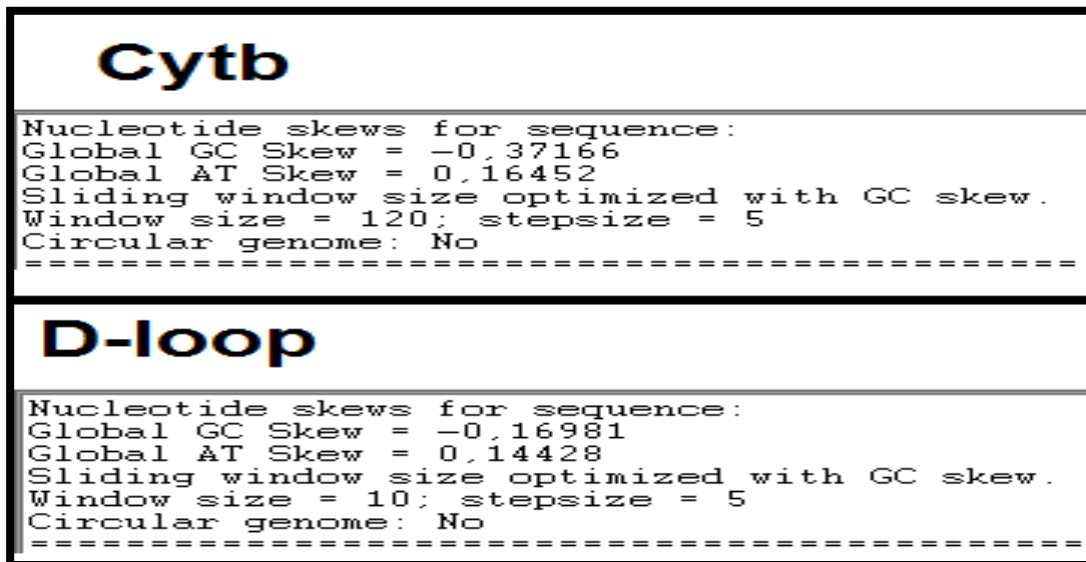 Cytb
Nucleotide skews for sequence:
Global GC Skew = -0,37166
Global AT Skew = 0,16452
Sliding window size optimized with GC skew.
Window size = 120; stepsize = 5
Circular genome: No
============================================
D-loop
Nucleotide skews for sequence:
Global GC Skew = -0,16981
Global AT Skew = 0,14428
Sliding window size optimized with GC skew.
Window size = 10; stepsize = 5
Circular genome: No
============================================